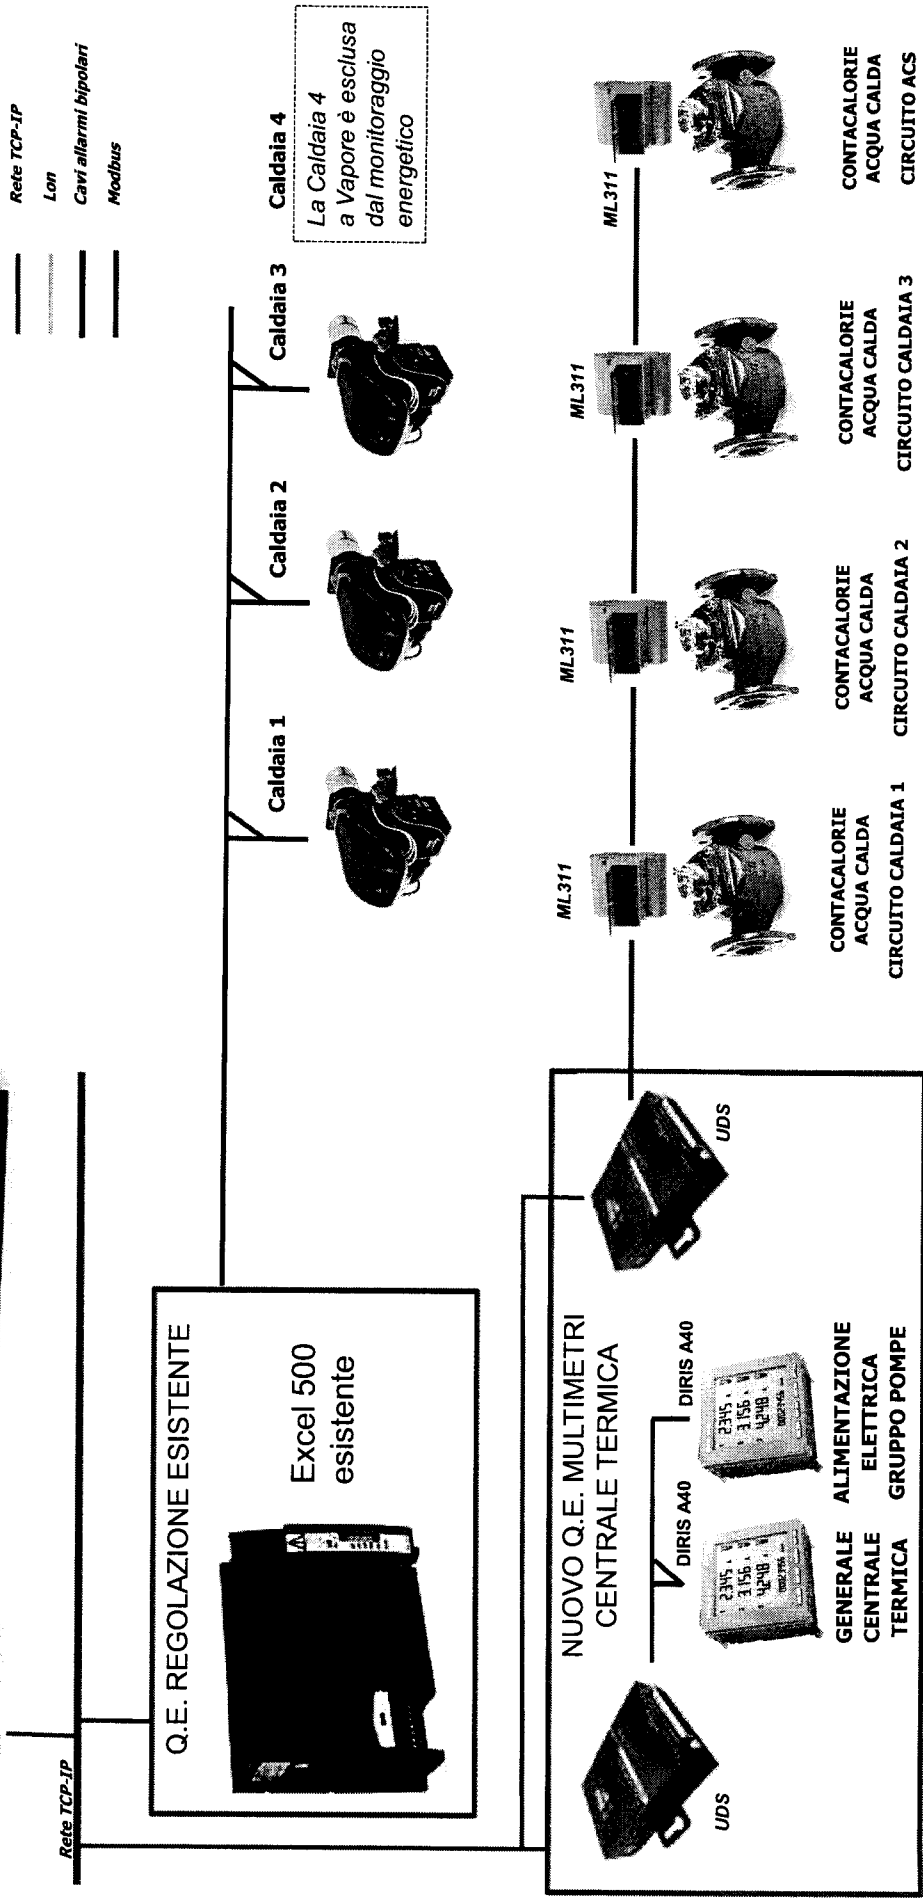 Rete TCP-IP
Lon
Cavi allarmi bipolari
Modbus
Rete TCP-IP
Q.E. REGOLAZIONE ESISTENTE
Excel 500
esistente
Caldaia 1
Caldaia 2
Caldaia 3
Caldaia 4
La Caldaia 4
a Vapore è esclusa
dal monitoraggio
energetico
NUOVO Q.E. MULTIMETRI
CENTRALE TERMICA
UDS
DIRIS A40
DIRIS A40
UDS
GENERALE
CENTRALE
TERMICA
ALIMENTAZIONE
ELETTRICA
GRUPPO POMPE
ML311
ML311
ML311
ML311
CONTACALORIE
ACQUA CALDA
CIRCUITO CALDAIA 1
CONTACALORIE
ACQUA CALDA
CIRCUITO CALDAIA 2
CONTACALORIE
ACQUA CALDA
CIRCUITO CALDAIA 3
CONTACALORIE
ACQUA CALDA
CIRCUITO ACS